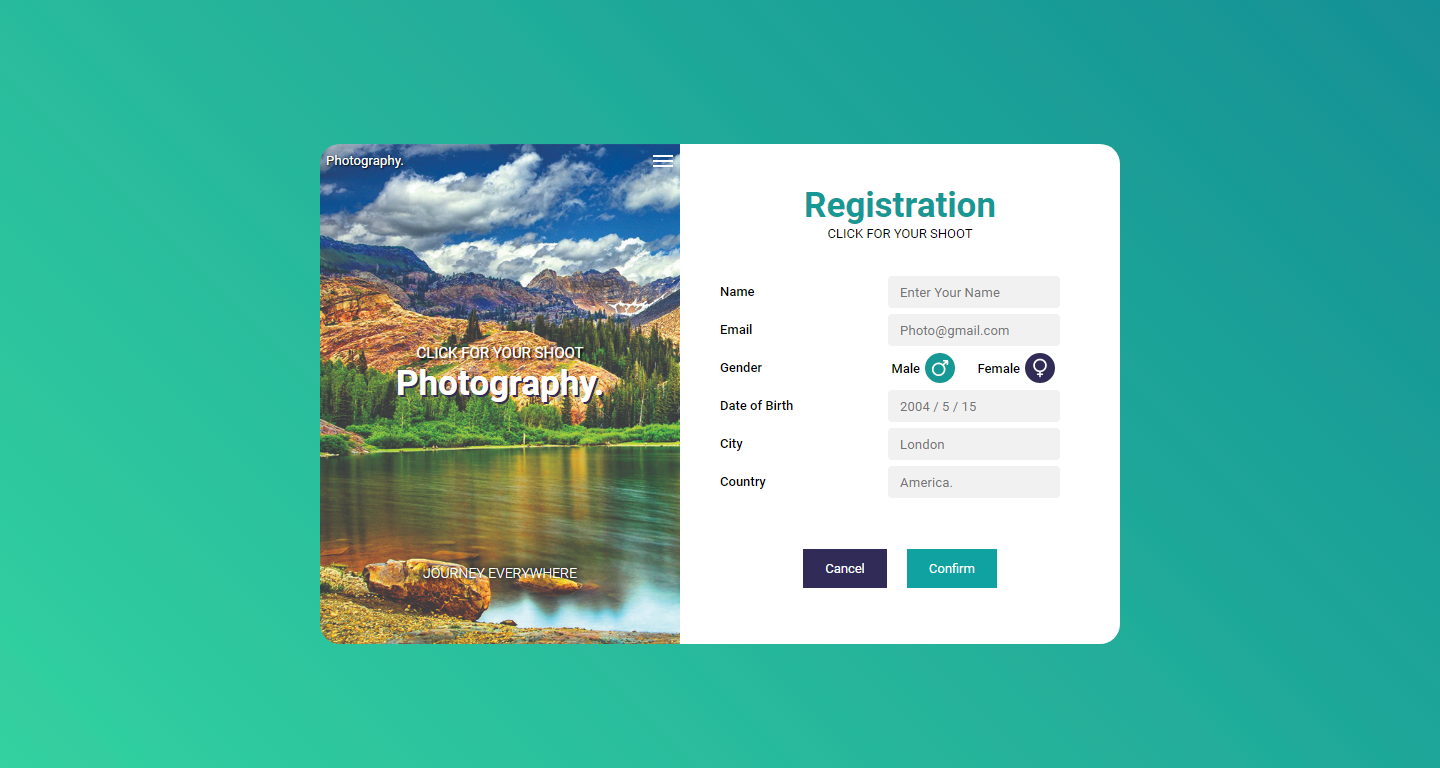 Photography.
CLICK FOR YOUR SHOOT
Photography.
JOURNEY EVERYWHERE
Registration
CLICK FOR YOUR SHOOT
Name Enter Your Name
Email Photo@gmail.com
Gender Male Female
Date of Birth 2004 / 5 / 15
City London
Country America.
Cancel Confirm